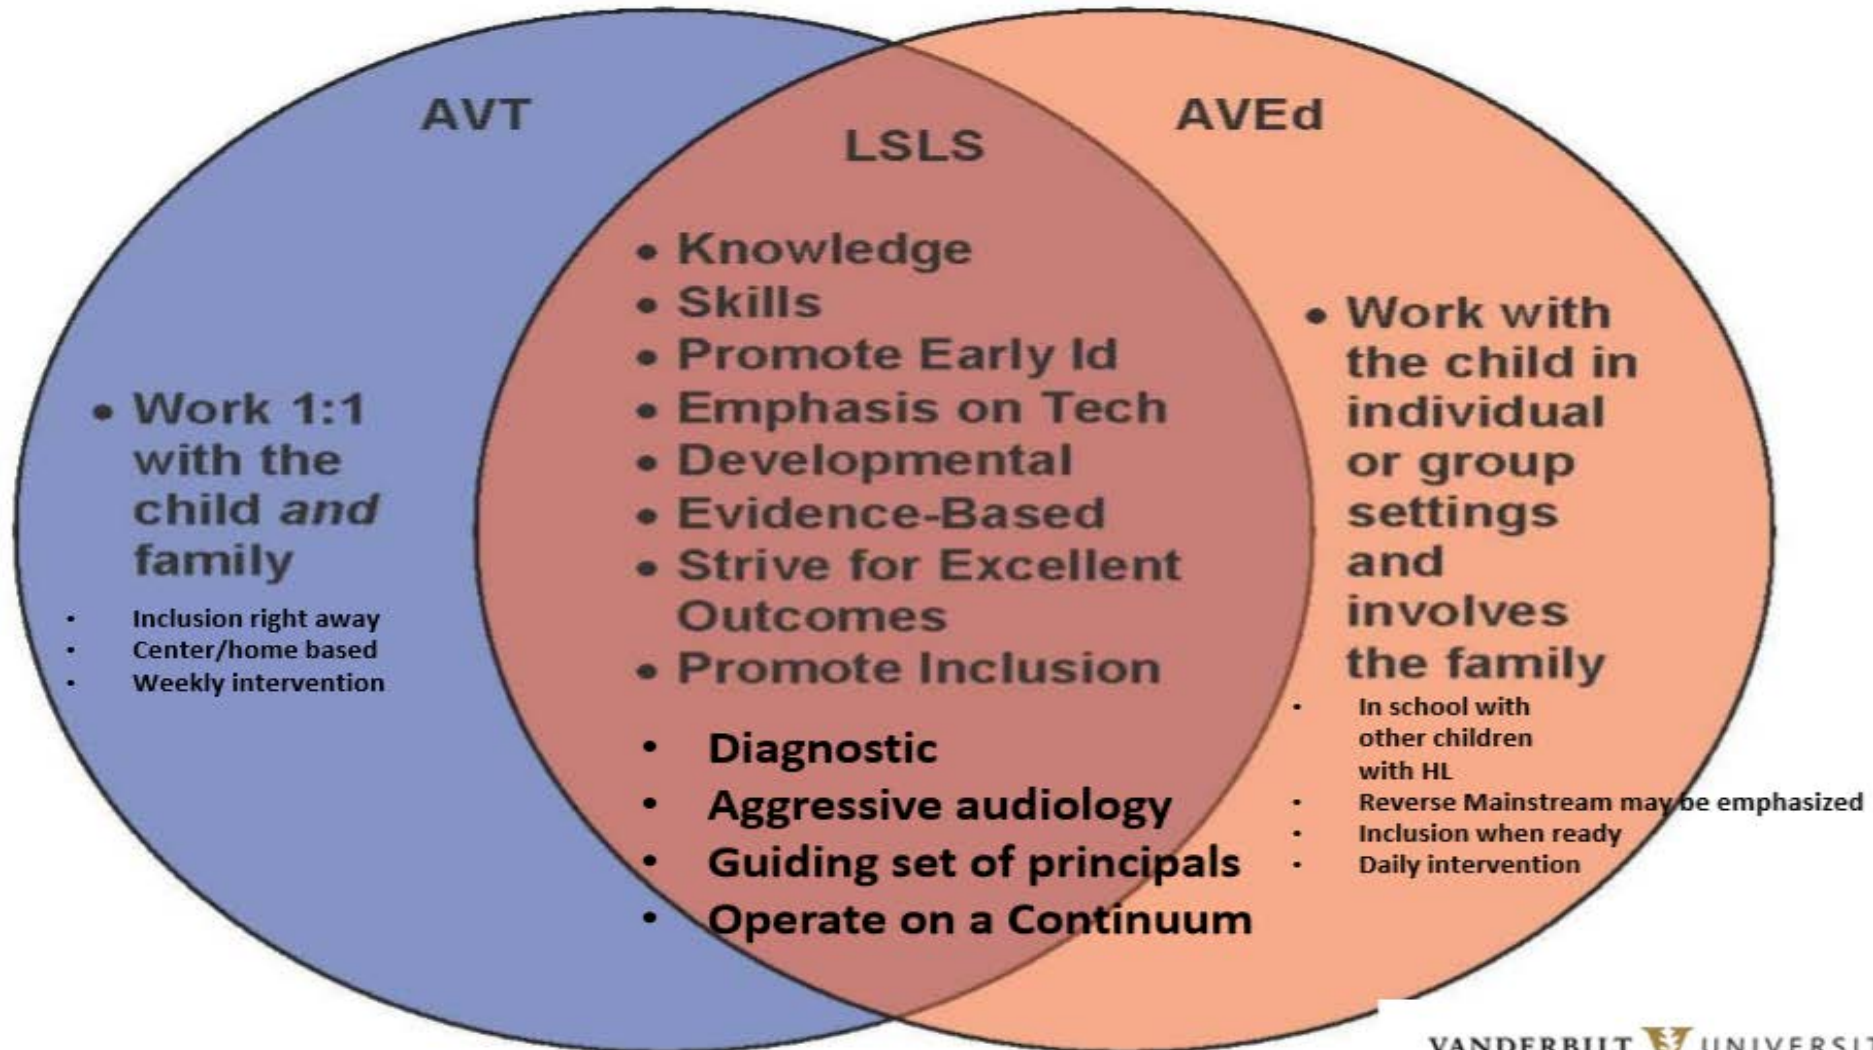 AVT
LSLS
AVEd
• Work 1:1
with the
child and
family
• Inclusion right away
• Center/home based
• Weekly intervention
• Knowledge
• Skills
• Promote Early Id
• Emphasis on Tech
• Developmental
• Evidence-Based
• Strive for Excellent
Outcomes
• Promote Inclusion
• Diagnostic
• Aggressive audiology
• Guiding set of principals
• Operate on a Continuum
• Work with
the child in
individual
or group
settings
and
involves
the family
• In school with
other children
with HL
• Reverse Mainstream may be emphasized
• Inclusion when ready
• Daily intervention
VANDERBILT